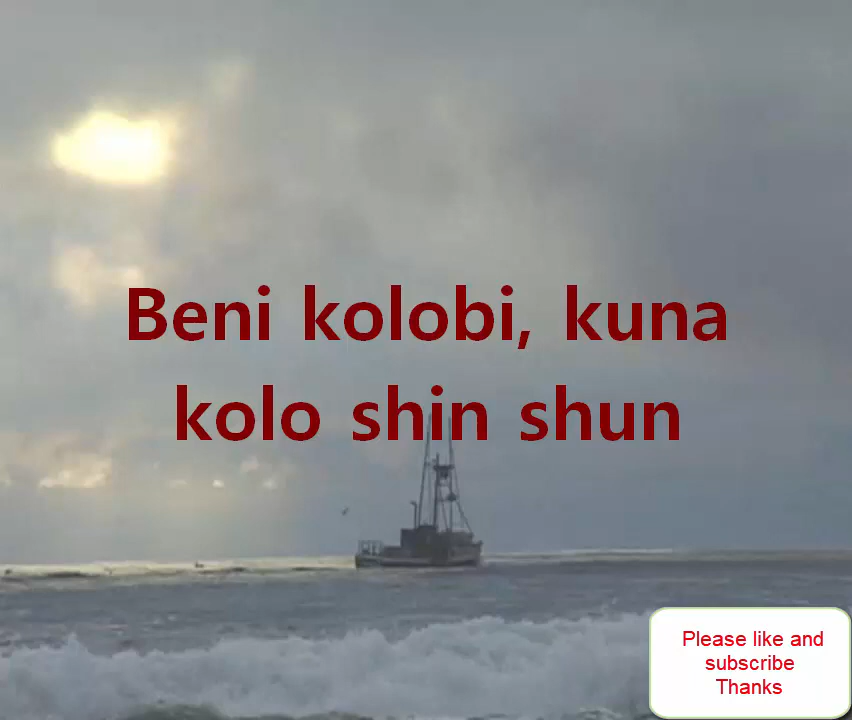 Beni kolobi, kuna
kolo shin shun
Please like and
subscribe
Thanks